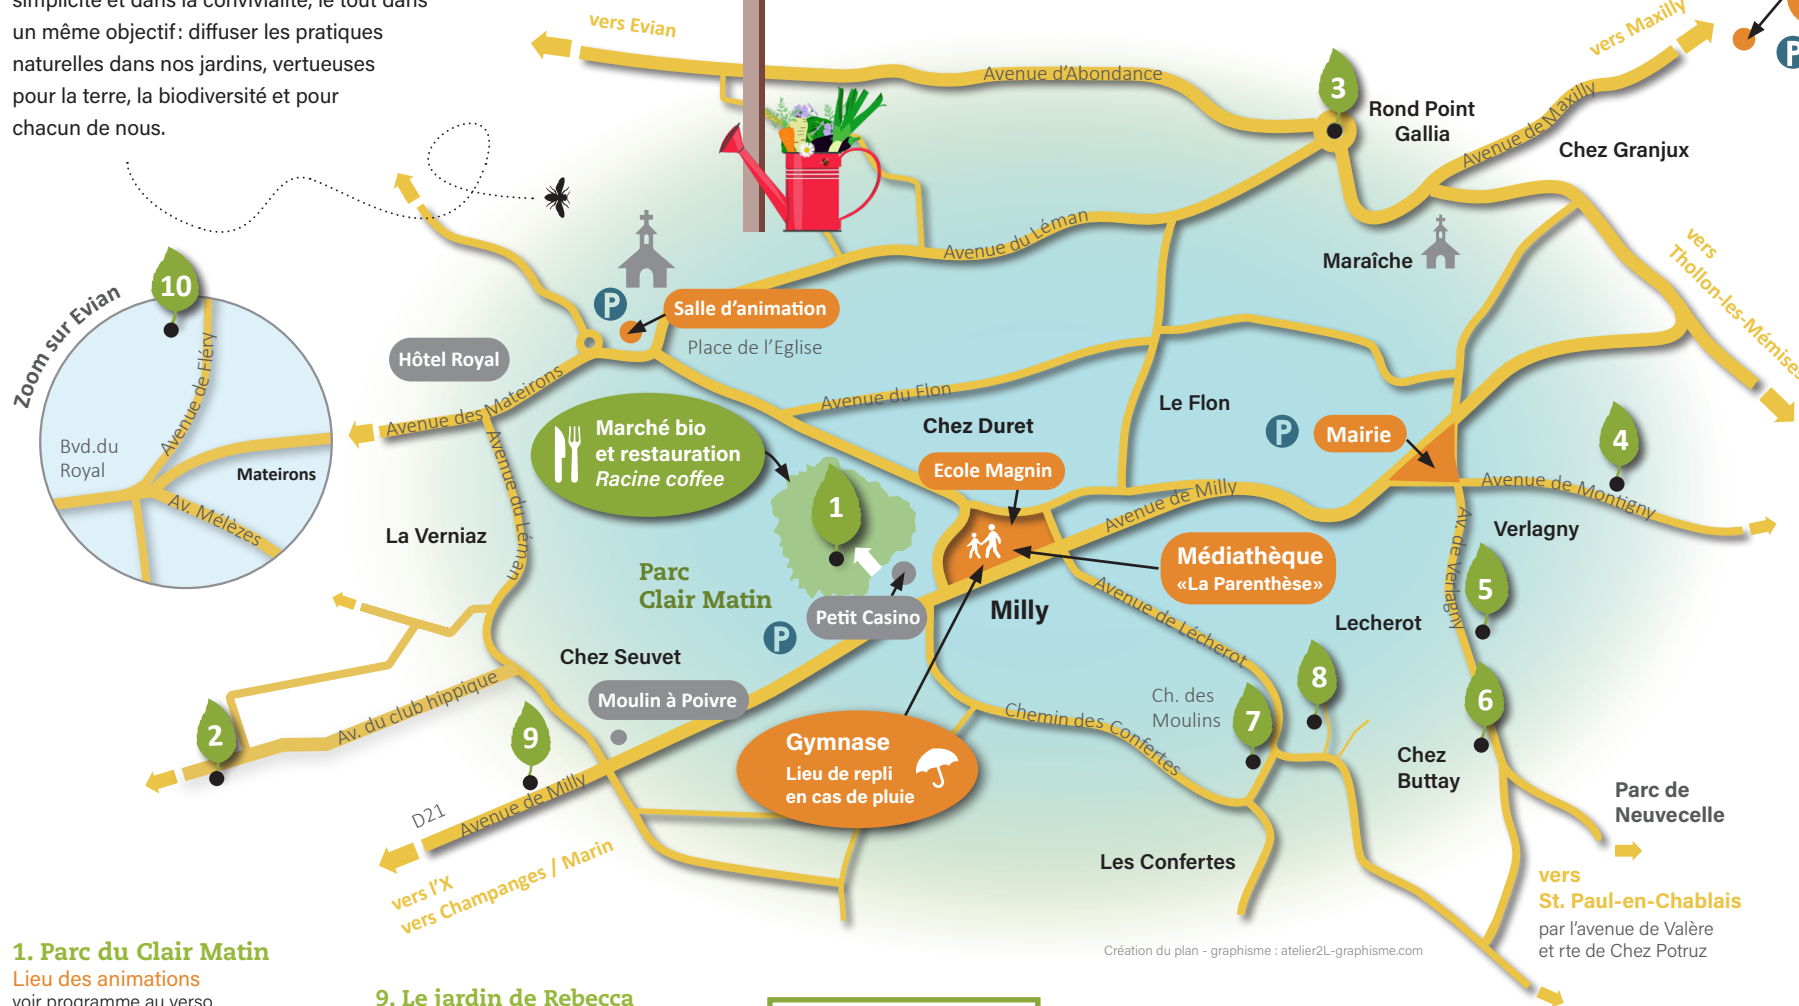 simplicité et dans la convivialité, le tout dans
un même objectif : diffuser les pratiques
naturelles dans nos jardins, vertueuses
pour la terre, la biodiversité et pour
chacun de nous.
vers Evian
Avenue d'Abondance
vers Maxilly
P
3
Rond Point
Gallia
Avenue de Maxilly
Chez Granjux
Avenue du Léman
Maraîche
vers
Thollon-les-Mémises
Zoom sur Evian
10
Avenue de Fléry
Bvd.du
Royal
Mateirons
Av. Mélèzes
P
Salle d'animation
Place de l'Eglise
Hôtel Royal
Avenue des Mateirons
Avenue du Flon
Le Flon
Chez Duret
P
Mairie
4
Marché bio
et restauration
Racine coffee
Ecole Magnin
Avenue de Milly
Avenue de Montigny
Verlagny
Av. de Verlagny
La Verniaz
Avenue du Léman
1
Parc
Clair Matin
Médiathèque
«La Parenthèse»
5
Petit Casino
Milly
Avenue de Lécherot
Lecherot
P
Chez Seuvet
Moulin à Poivre
Av. du club hippique
2
9
Gymnase
Lieu de repli
en cas de pluie
Chemin des Confertes
Ch. des
Moulins
7
8
6
Chez
Buttay
Parc de
Neuvecelle
D21
Avenue de Milly
vers l'X
vers Champanges / Marin
Les Confertes
vers
St. Paul-en-Chablais
par l'avenue de Valère
et rte de Chez Potruz
Création du plan - graphisme : atelier2L-graphisme.com
1. Parc du Clair Matin
Lieu des animations
voir programme au verso
9. Le jardin de Rebecca